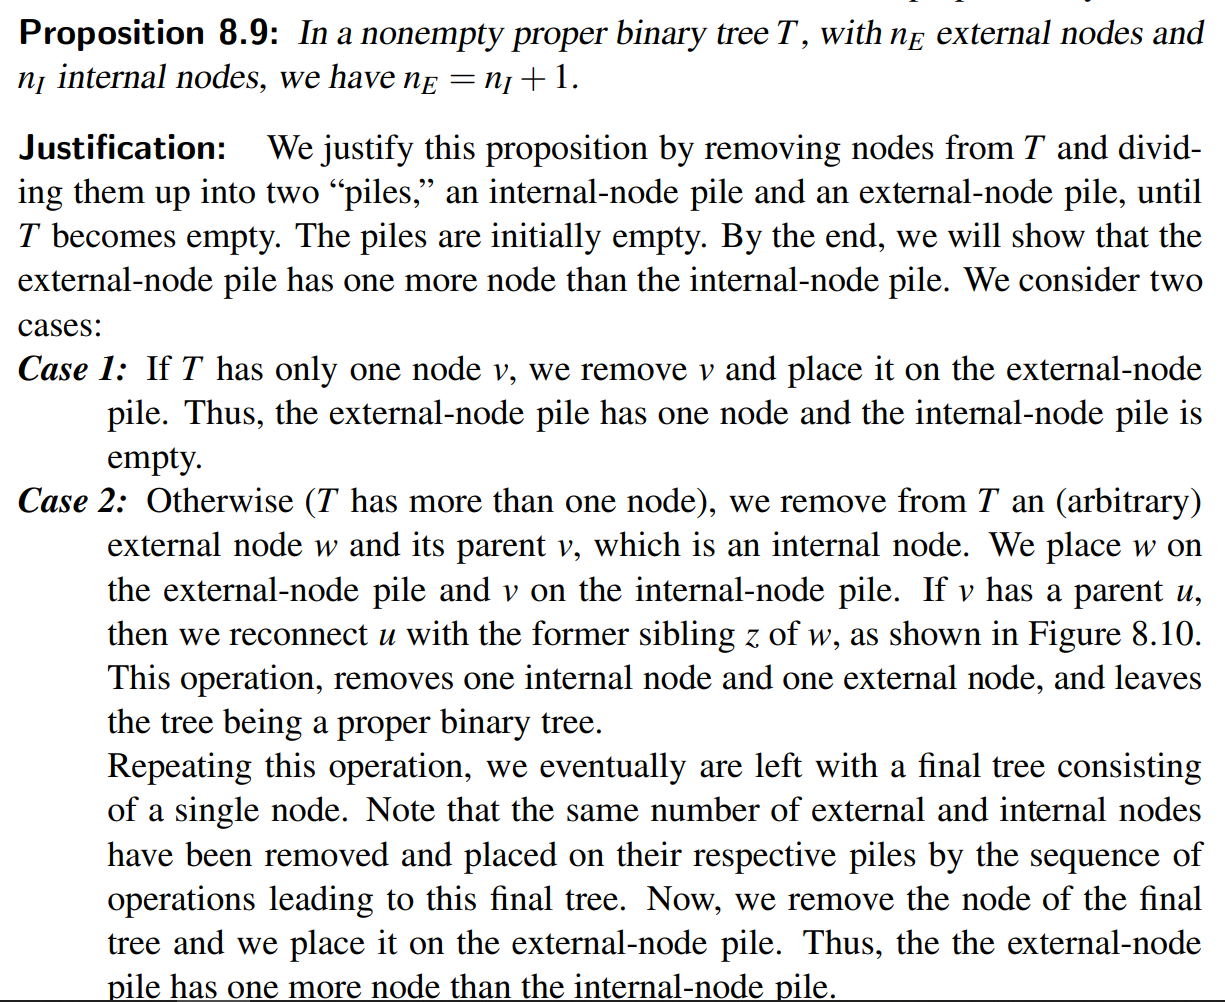 Proposition 8.9: In a nonempty proper binary tree T, with nE external nodes and
nI internal nodes, we have nE = nI + 1.
Justification: We justify this proposition by removing nodes from T and divid-
ing them up into two “piles,” an internal-node pile and an external-node pile, until
T becomes empty. The piles are initially empty. By the end, we will show that the
external-node pile has one more node than the internal-node pile. We consider two
cases:
Case 1: If T has only one node v, we remove v and place it on the external-node
pile. Thus, the external-node pile has one node and the internal-node pile is
empty.
Case 2: Otherwise (T has more than one node), we remove from T an (arbitrary)
external node w and its parent v, which is an internal node. We place w on
the external-node pile and v on the internal-node pile. If v has a parent u,
then we reconnect u with the former sibling z of w, as shown in Figure 8.10.
This operation, removes one internal node and one external node, and leaves
the tree being a proper binary tree.
Repeating this operation, we eventually are left with a final tree consisting
of a single node. Note that the same number of external and internal nodes
have been removed and placed on their respective piles by the sequence of
operations leading to this final tree. Now, we remove the node of the final
tree and we place it on the external-node pile. Thus, the the external-node
pile has one more node than the internal-node pile.